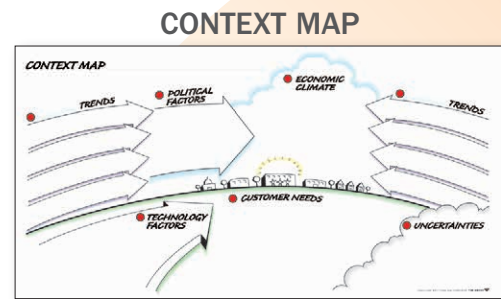 CONTEXT MAP
CONTEXT MAP
TRENDS
POLITICAL
FACTORS
ECONOMIC
CLIMATE
TRENDS
CUSTOMER NEEDS
TECHNOLOGY
FACTORS
UNCERTAINTIES